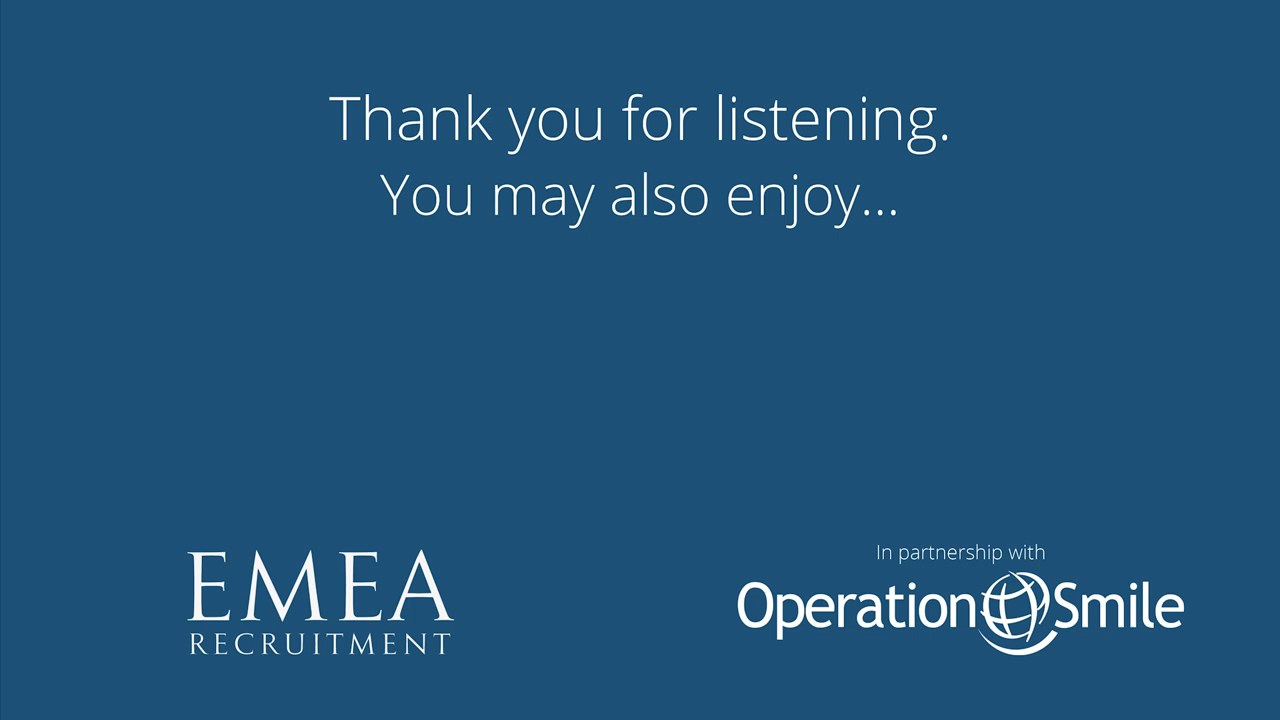 Thank you for listening.
You may also enjoy...
EMEA
RECRUITMENT
In partnership with
Operation Smile